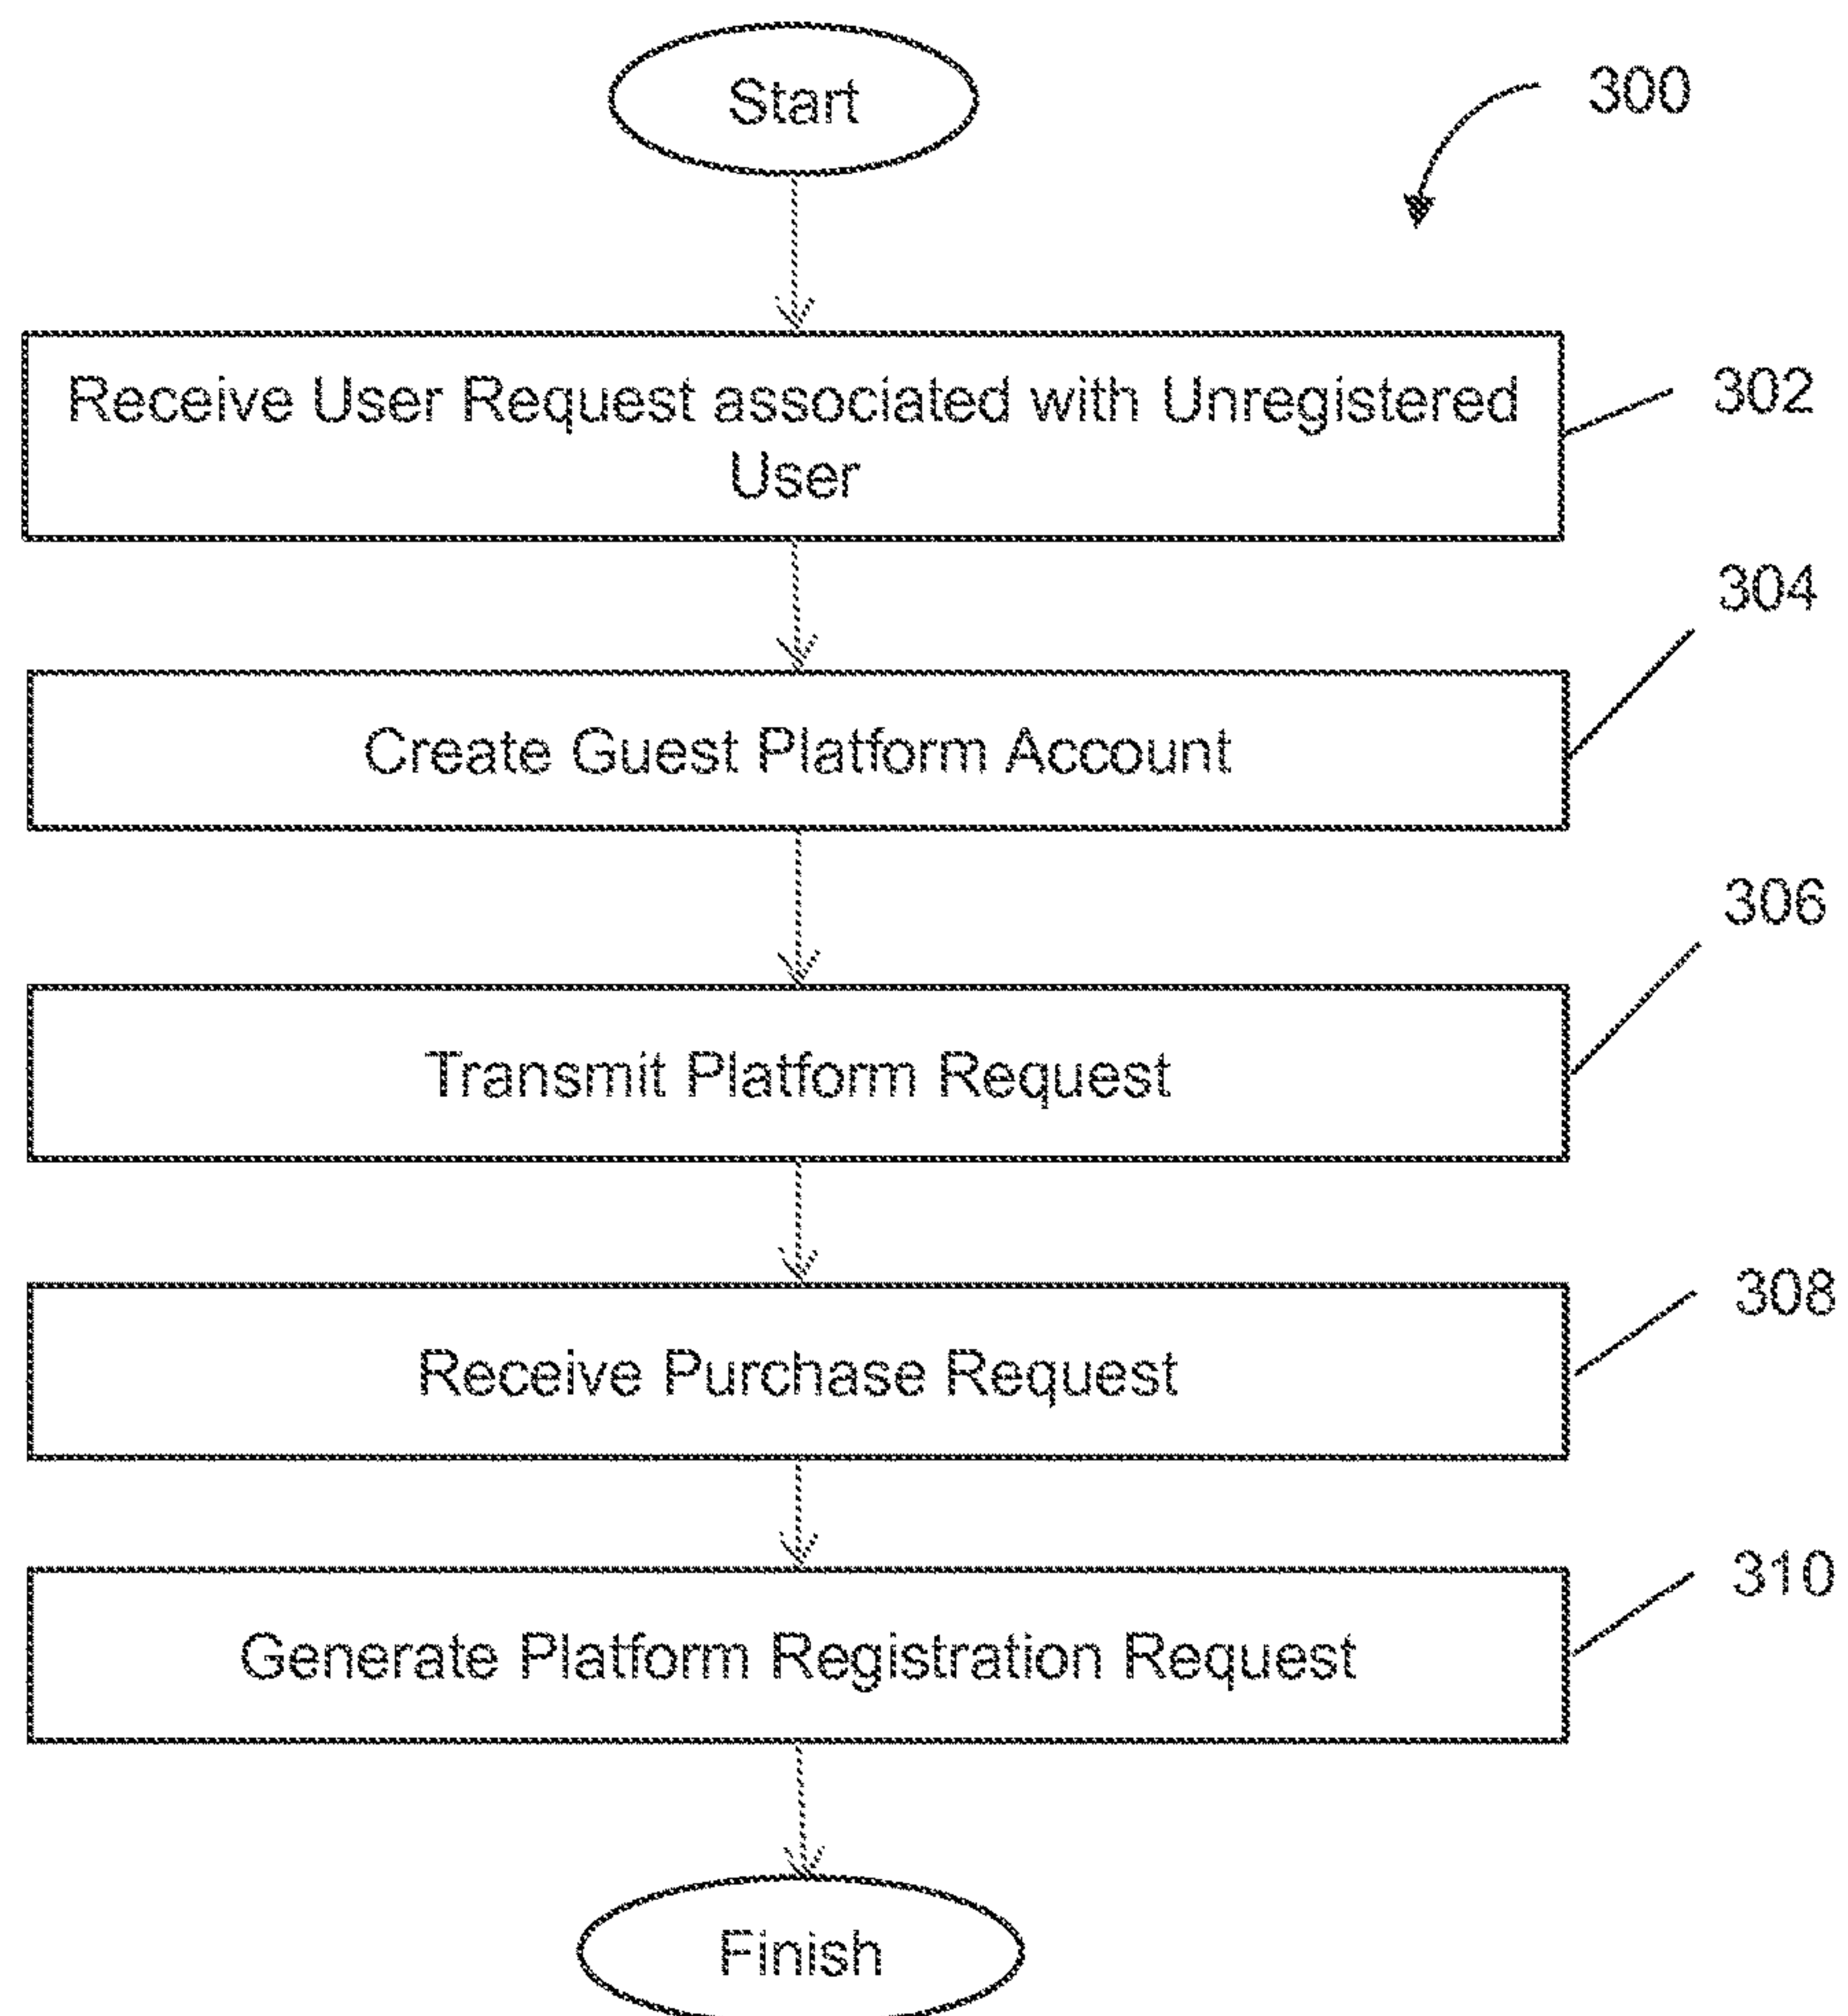 Start
300
Receive User Request associated with Unregistered
User
302
304
Create Guest Platform Account
306
Transmit Platform Request
308
Receive Purchase Request
310
Generate Platform Registration Request
Finish